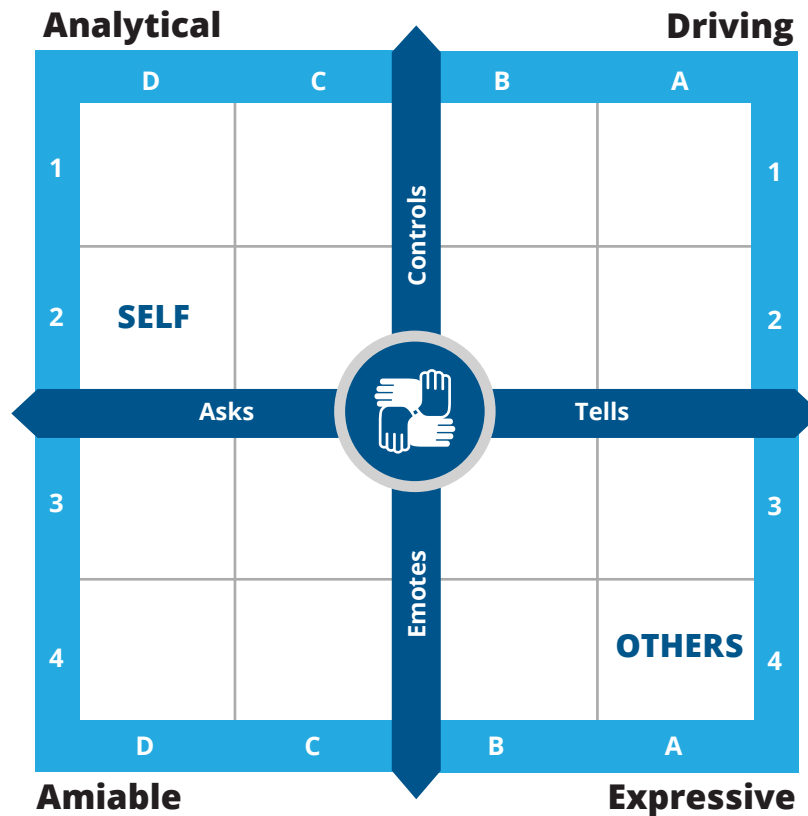 Analytical Driving
D C B A
1 1
Controls
2 SELF 2
Asks Tells
3 3
Emotes
4 OTHERS 4
D C B A
Amiable Expressive